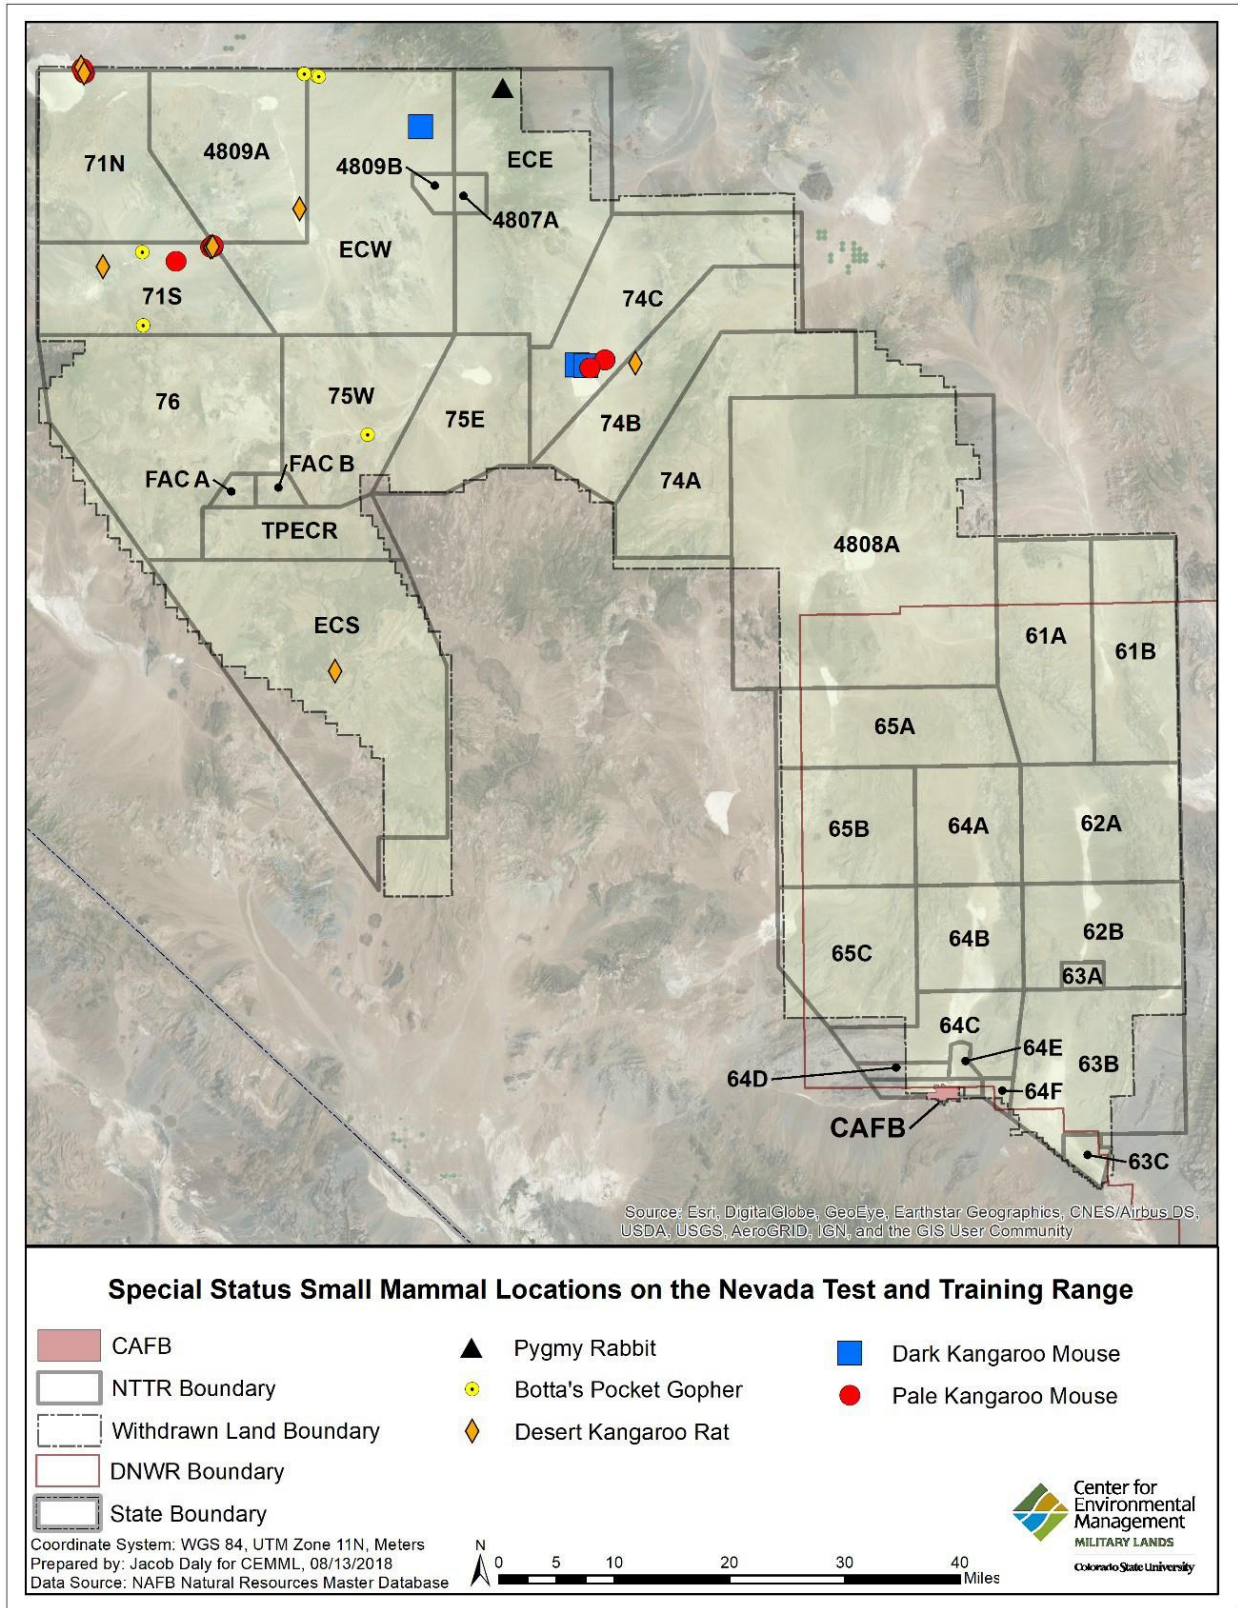 71N
4809A
4809B
ECE
4807A
ECW
71S
74C
76
75W
75E
74B
FAC B
FAC A
74A
TPECR
4808A
ECS
61A
61B
65A
65B
64A
62A
65C
64B
62B
63A
64C
64E
63B
64D
64F
CAFB
63C
Source: Esri, DigitalGlobe, GeoEye, Earthstar Geographics, CNES/Airbus DS,
USDA, USGS, AeroGRID, IGN, and the GIS User Community
Special Status Small Mammal Locations on the Nevada Test and Training Range
CAFB
NTTR Boundary
Withdrawn Land Boundary
DNWR Boundary
State Boundary
Pygmy Rabbit
Botta's Pocket Gopher
Desert Kangaroo Rat
Dark Kangaroo Mouse
Pale Kangaroo Mouse
Coordinate System: WGS 84, UTM Zone 11N, Meters
Prepared by: Jacob Daly for CEMML, 08/13/2018
Data Source: NAFB Natural Resources Master Database
N
0 5 10 20 30 40
Miles
Center for
Environmental
Management
MILITARY LANDS
Colorado State University